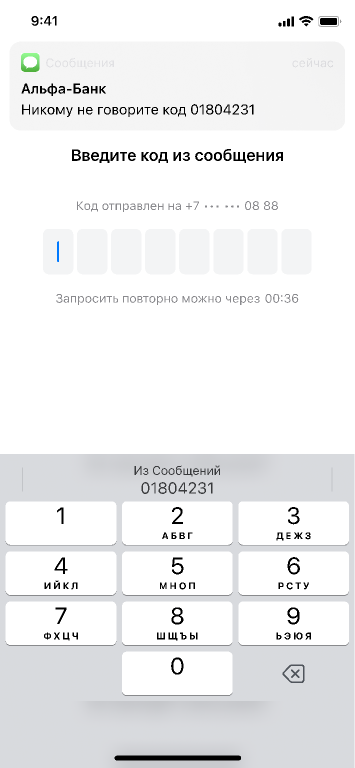 9:41
Сообщения
сейчас
Альфа-Банк
Никому не говорите код 01804231
Введите код из сообщения
Код отправлен на +7 ••• ••• 08 88
Запросить повторно можно через 00:36
Из Сообщений
01804231
1
2
3
АБВГ
ДЕЖЗ
4
5
6
ИЙКЛ
МНОП
РСТУ
7
8
9
ФХЦЧ
ШЩЪЫ
ЬЭЮЯ
0